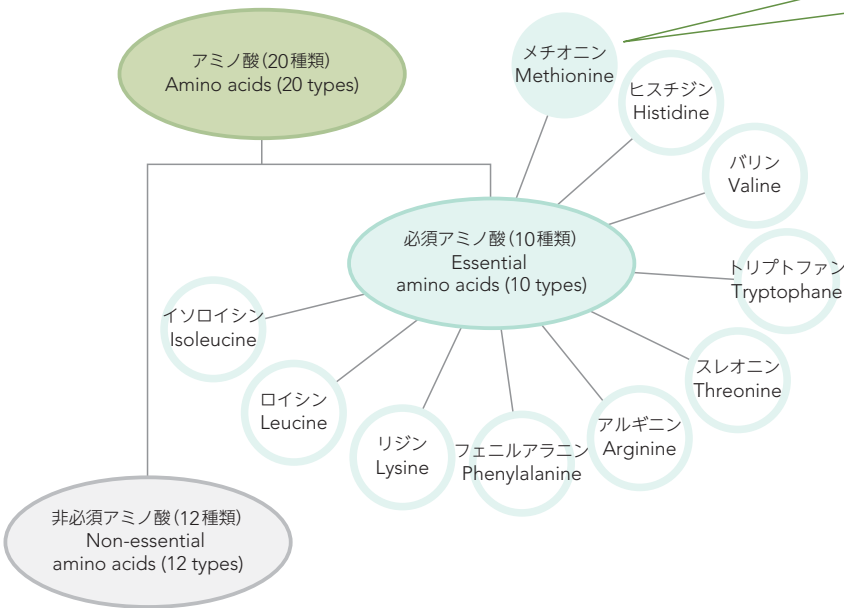 アミノ酸(20種類)
Amino acids (20 types)
メチオニン
Methionine
ヒスチジン
Histidine
バリン
Valine
トリプトファン
Tryptophane
スレオニン
Threonine
アルギニン
Arginine
フェニルアラニン
Phenylalanine
リジン
Lysine
ロイシン
Leucine
イソロイシン
Isoleucine
必須アミノ酸(10種類)
Essential
amino acids (10 types)
非必須アミノ酸(12種類)
Non-essential
amino acids (12 types)